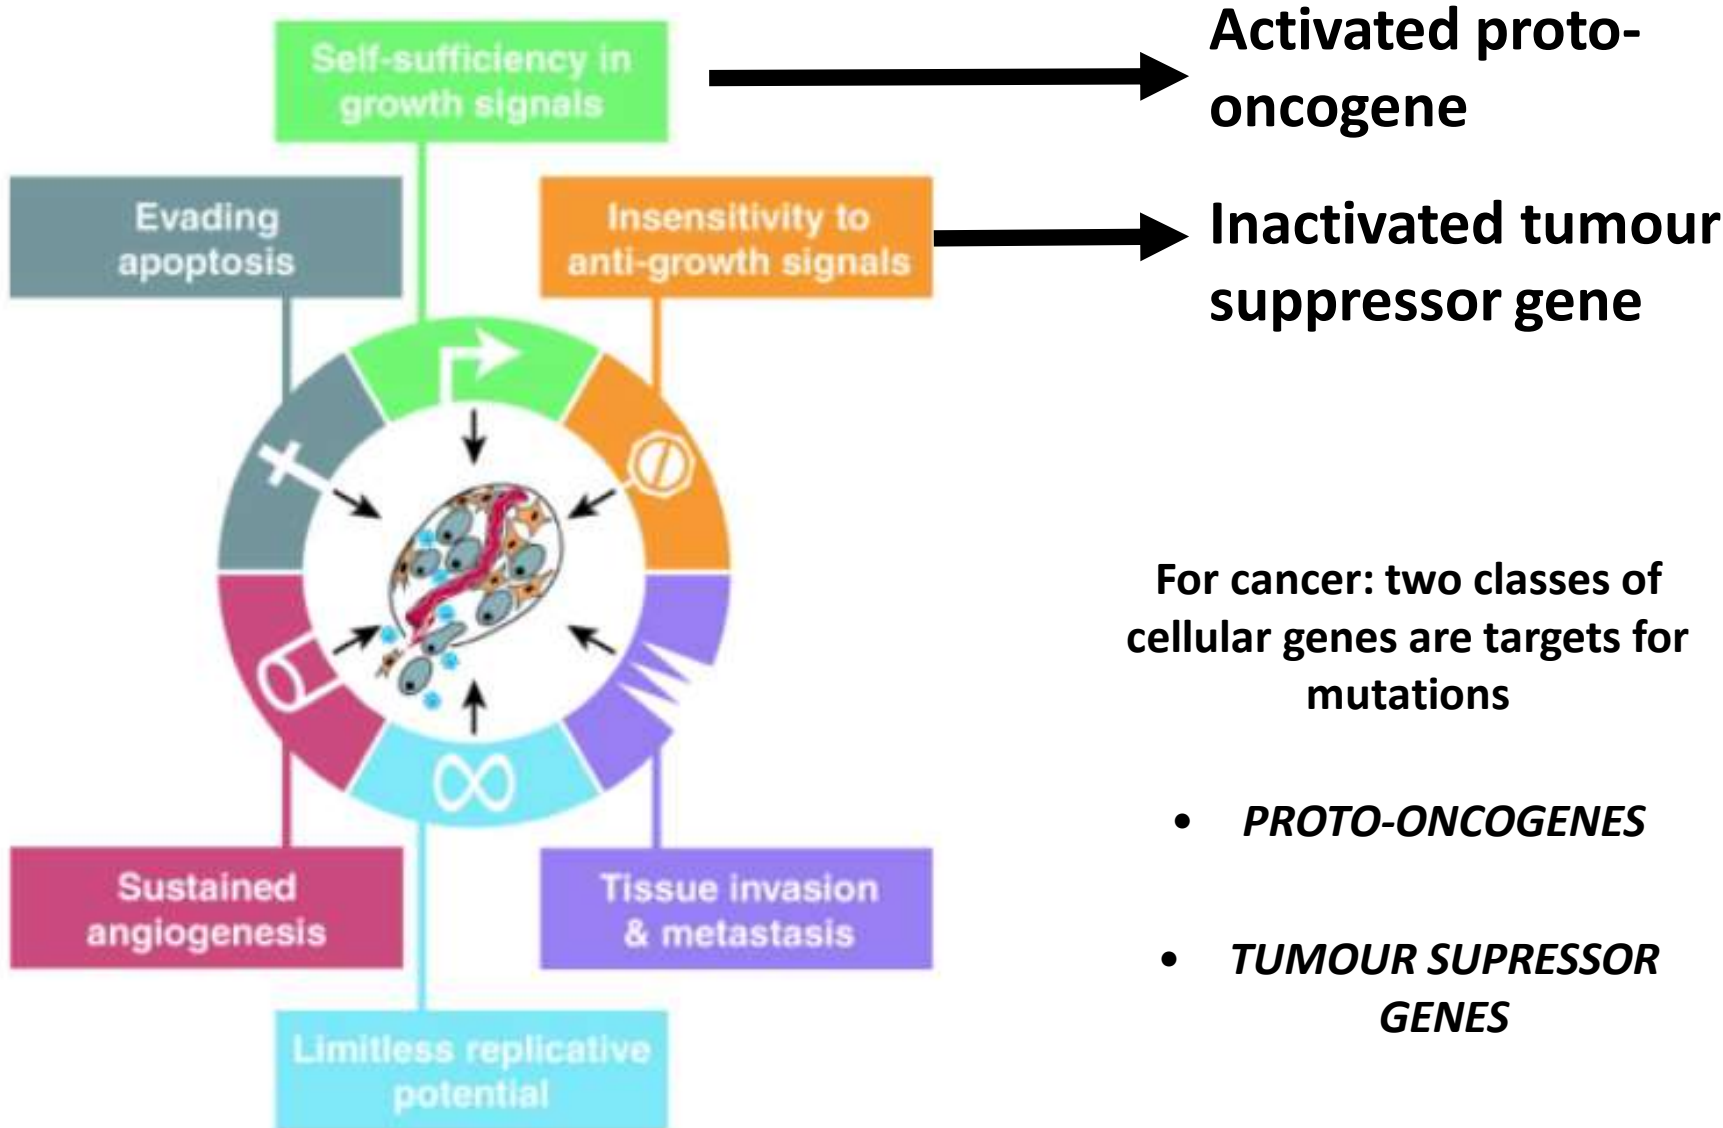 Self-sufficiency in
growth signals
Activated proto-
oncogene
Evading
apoptosis
Insensitivity to
anti-growth signals
Inactivated tumour
suppressor gene
For cancer: two classes of
cellular genes are targets for
mutations
• PROTO-ONCOGENES
• TUMOUR SUPRESSOR
GENES
Sustained
angiogenesis
Tissue invasion
& metastasis
Limitless replicative
potential